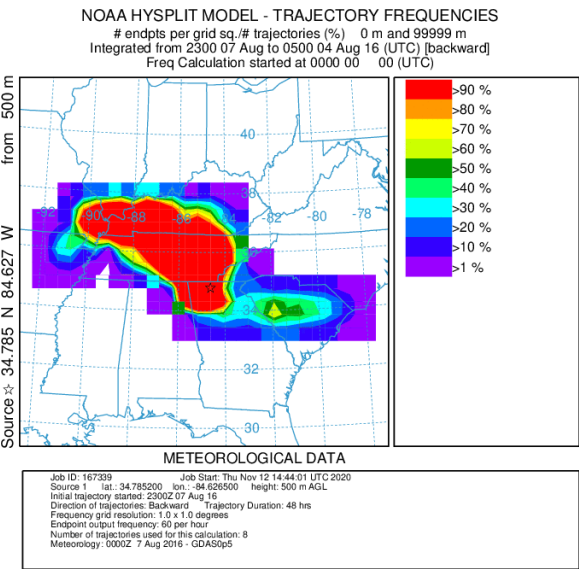 NOAA HYSPLIT MODEL - TRAJECTORY FREQUENCIES
# endpts per grid sq./# trajectories (%)    0 m and 99999 m
Integrated from 2300 07 Aug to 0500 04 Aug 16 (UTC) [backward]
Freq Calculation started at 0000 00    00 (UTC)
Source ☆ 34.785 N 84.627 W    from    500 m
>90 %
>80 %
>70 %
>60 %
>50 %
>40 %
>30 %
>20 %
>10 %
>1 %
40
38
-92 -90 -88 -86 -84 -82 -80 -78
34
32
30
METEOROLOGICAL DATA
Job ID: 167339    Job Start: Thu Nov 12 14:44:01 UTC 2020
Source 1    lat.: 34.785200    lon.: -84.626500    height: 500 m AGL
Initial trajectory started: 2300Z 07 Aug 16
Direction of trajectories: Backward    Trajectory Duration: 48 hrs
Frequency grid resolution: 1.0 x 1.0 degrees
Endpoint output frequency: 60 per hour
Number of trajectories used for this calculation: 8
Meteorology: 0000Z  7 Aug 2016 - GDAS0p5